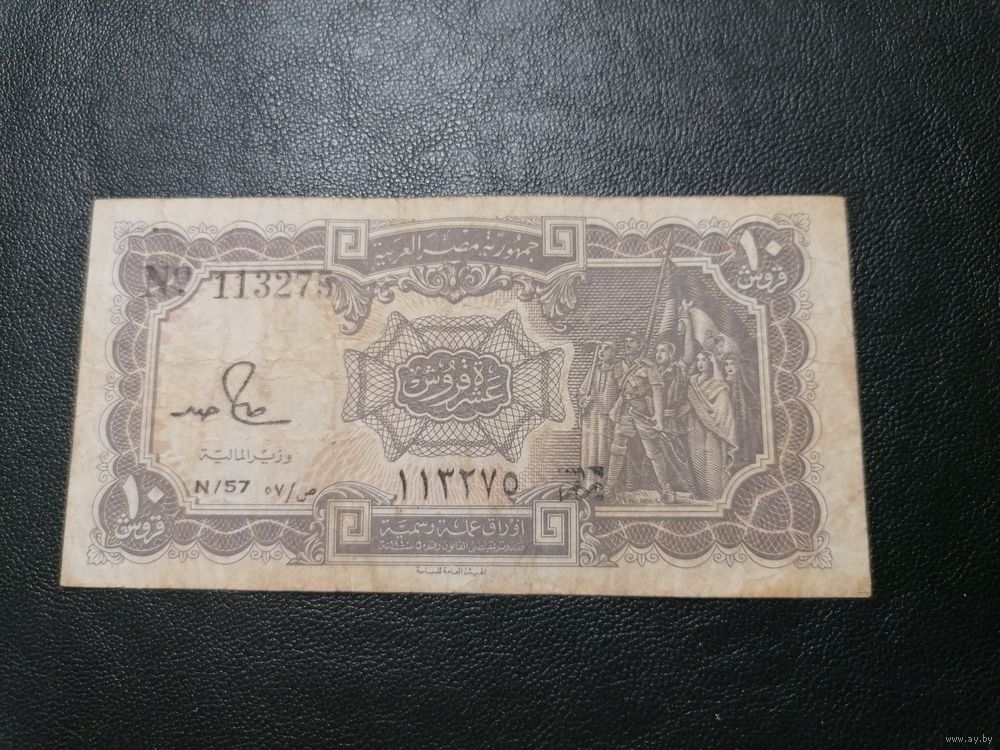 جمهورية مصر العربية
١٠
قروش
Nº 113275
عشرة قروش
وزير المالية
N/57 ص/٥٧
١١٣٢٧٥
١٠
قروش
أوراق عملة رسمية
www.ay.by